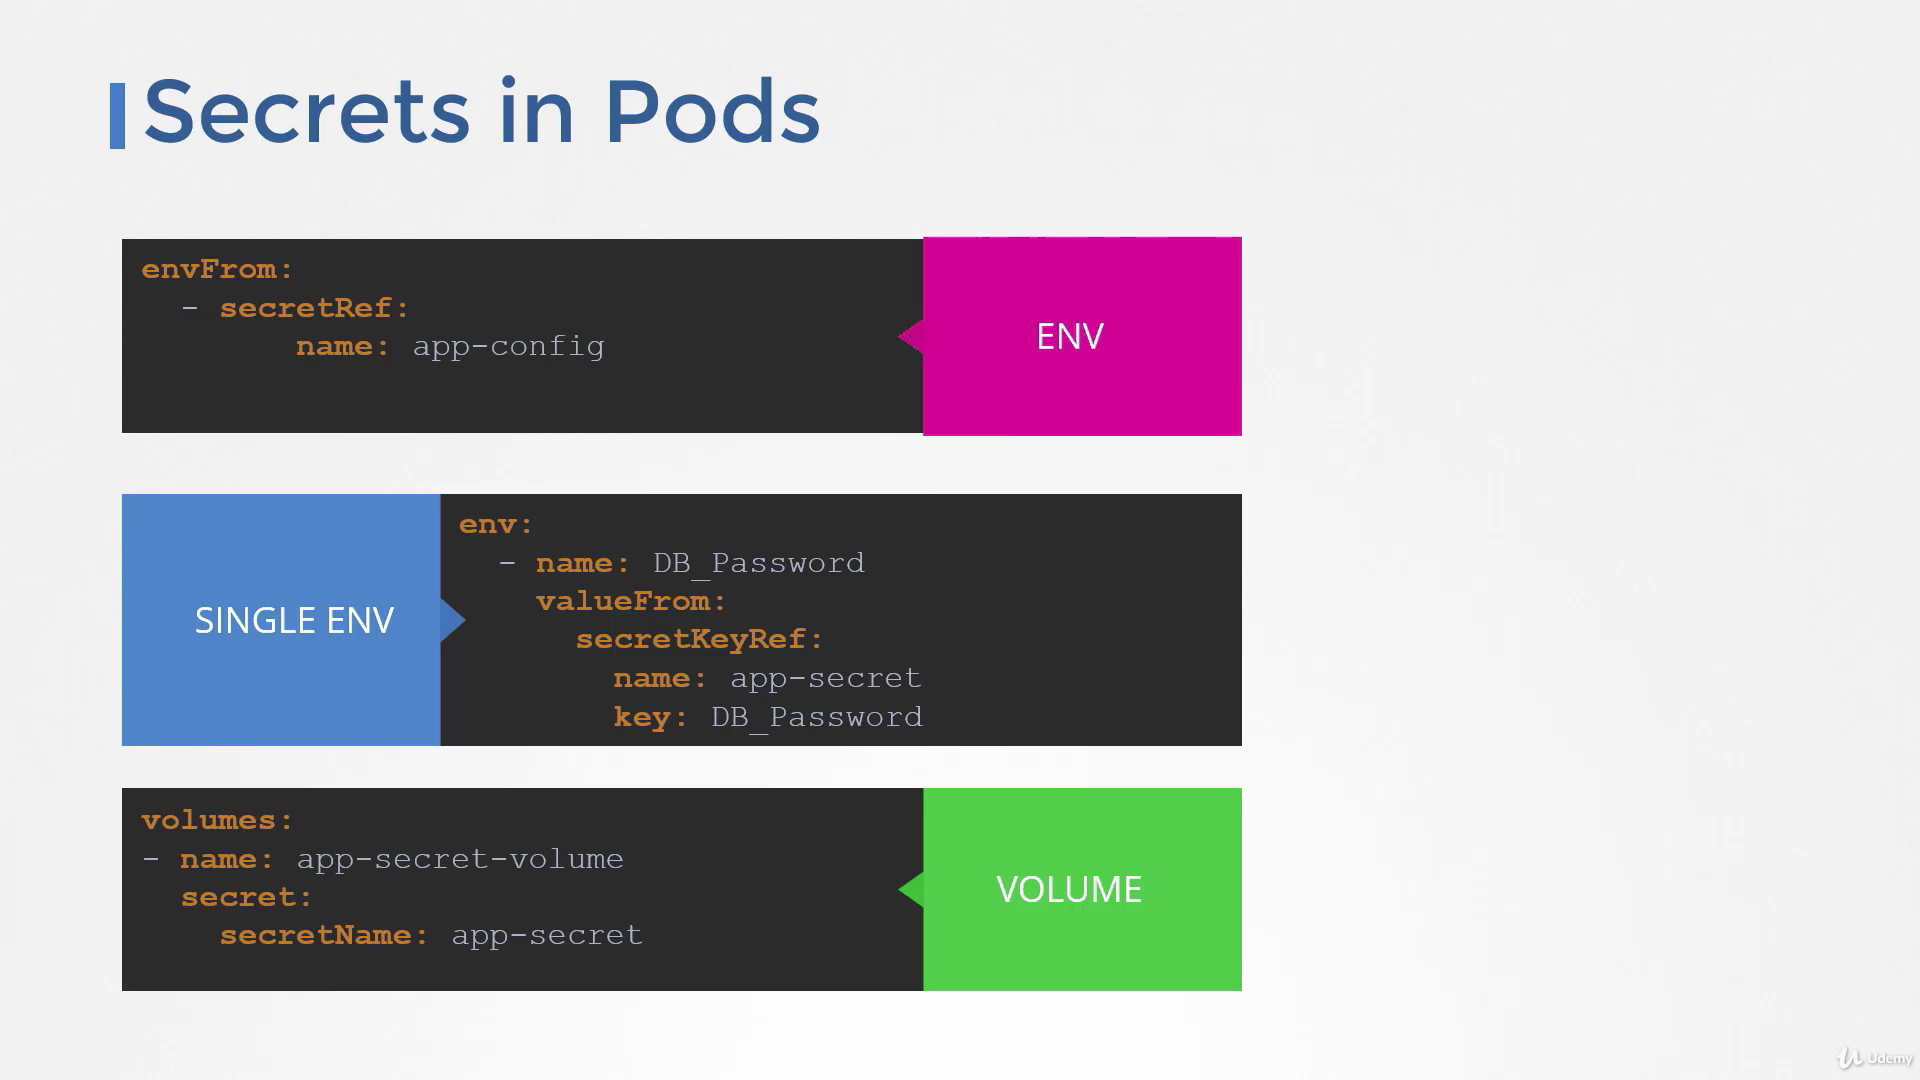 Secrets in Pods
envFrom:
  - secretRef:
        name: app-config
ENV
SINGLE ENV
env:
  - name: DB_Password
    valueFrom:
      secretKeyRef:
        name: app-secret
        key: DB_Password
volumes:
- name: app-secret-volume
  secret:
    secretName: app-secret
VOLUME
Udemy